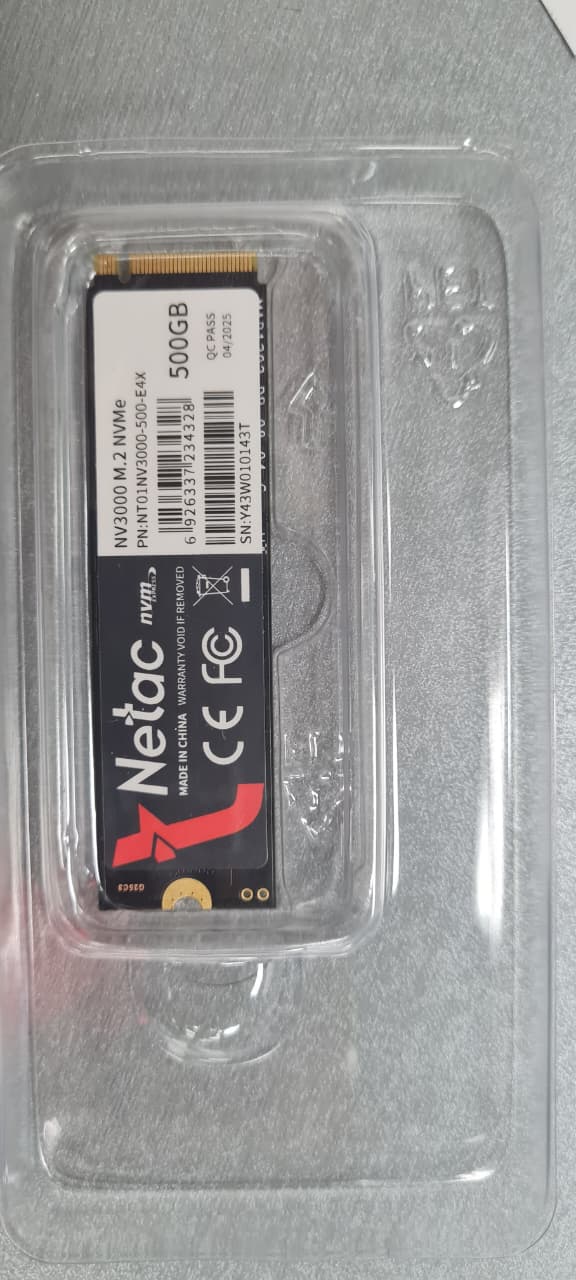 NV3000 M.2 NVMe
PN:NT01NV3000-500-E4X
500GB
6 926337 234328
QC PASS
04/2025
SN:Y43W010143T
Netac
nvm
EXPRESS
MADE IN CHINA WARRANTY VOID IF REMOVED
CE FC
G35C8